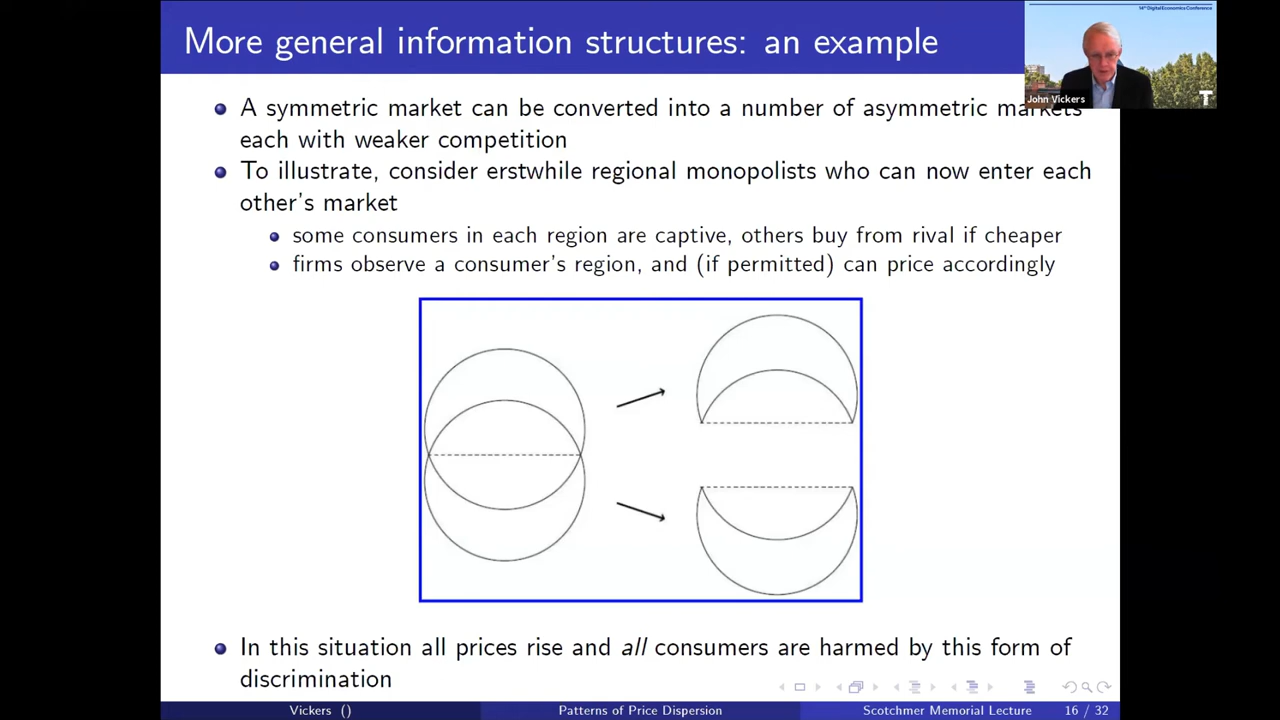 More general information structures: an example
14th Digital Economics Conference
John Vickers
A symmetric market can be converted into a number of asymmetric markets
each with weaker competition
To illustrate, consider erstwhile regional monopolists who can now enter each
other's market
some consumers in each region are captive, others buy from rival if cheaper
firms observe a consumer's region, and (if permitted) can price accordingly
In this situation all prices rise and all consumers are harmed by this form of
discrimination
Vickers ()
Patterns of Price Dispersion
Scotchmer Memorial Lecture
16 / 32